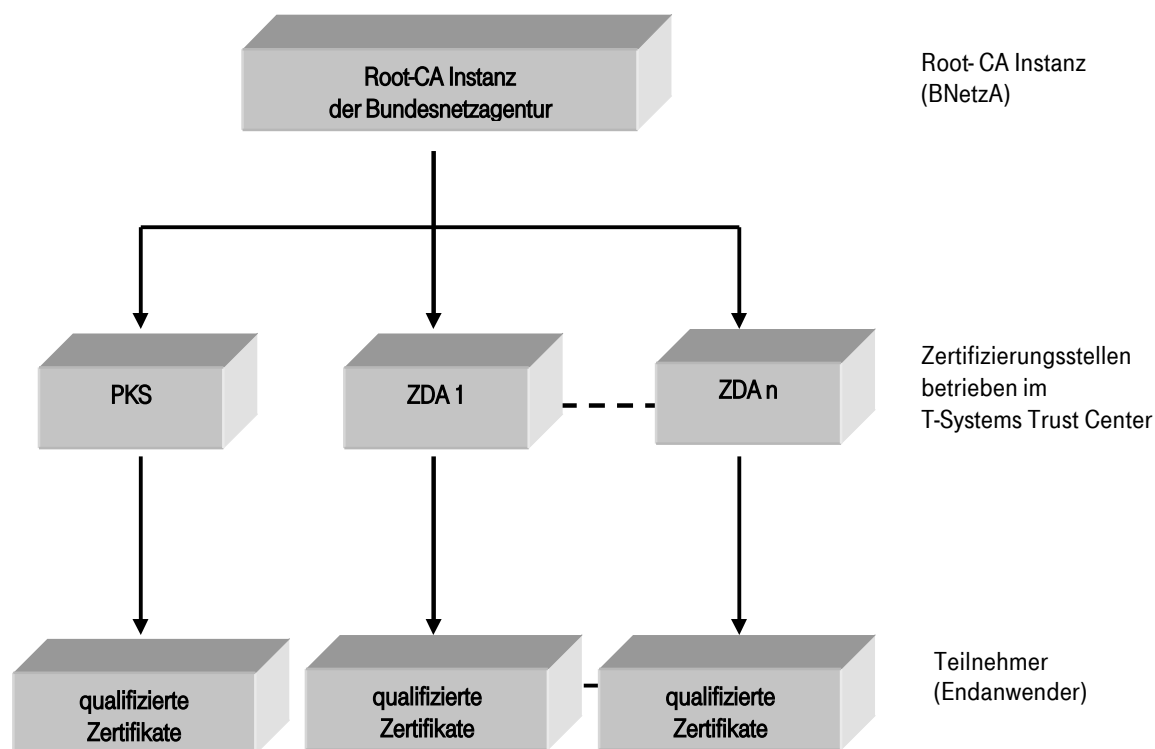 Root-CA Instanz
der Bundesnetzagentur
Root- CA Instanz
(BNetzA)
PKS
ZDA 1
ZDA n
Zertifizierungsstellen
betrieben im
T-Systems Trust Center
qualifizierte
Zertifikate
qualifizierte
Zertifikate
qualifizierte
Zertifikate
Teilnehmer
(Endanwender)